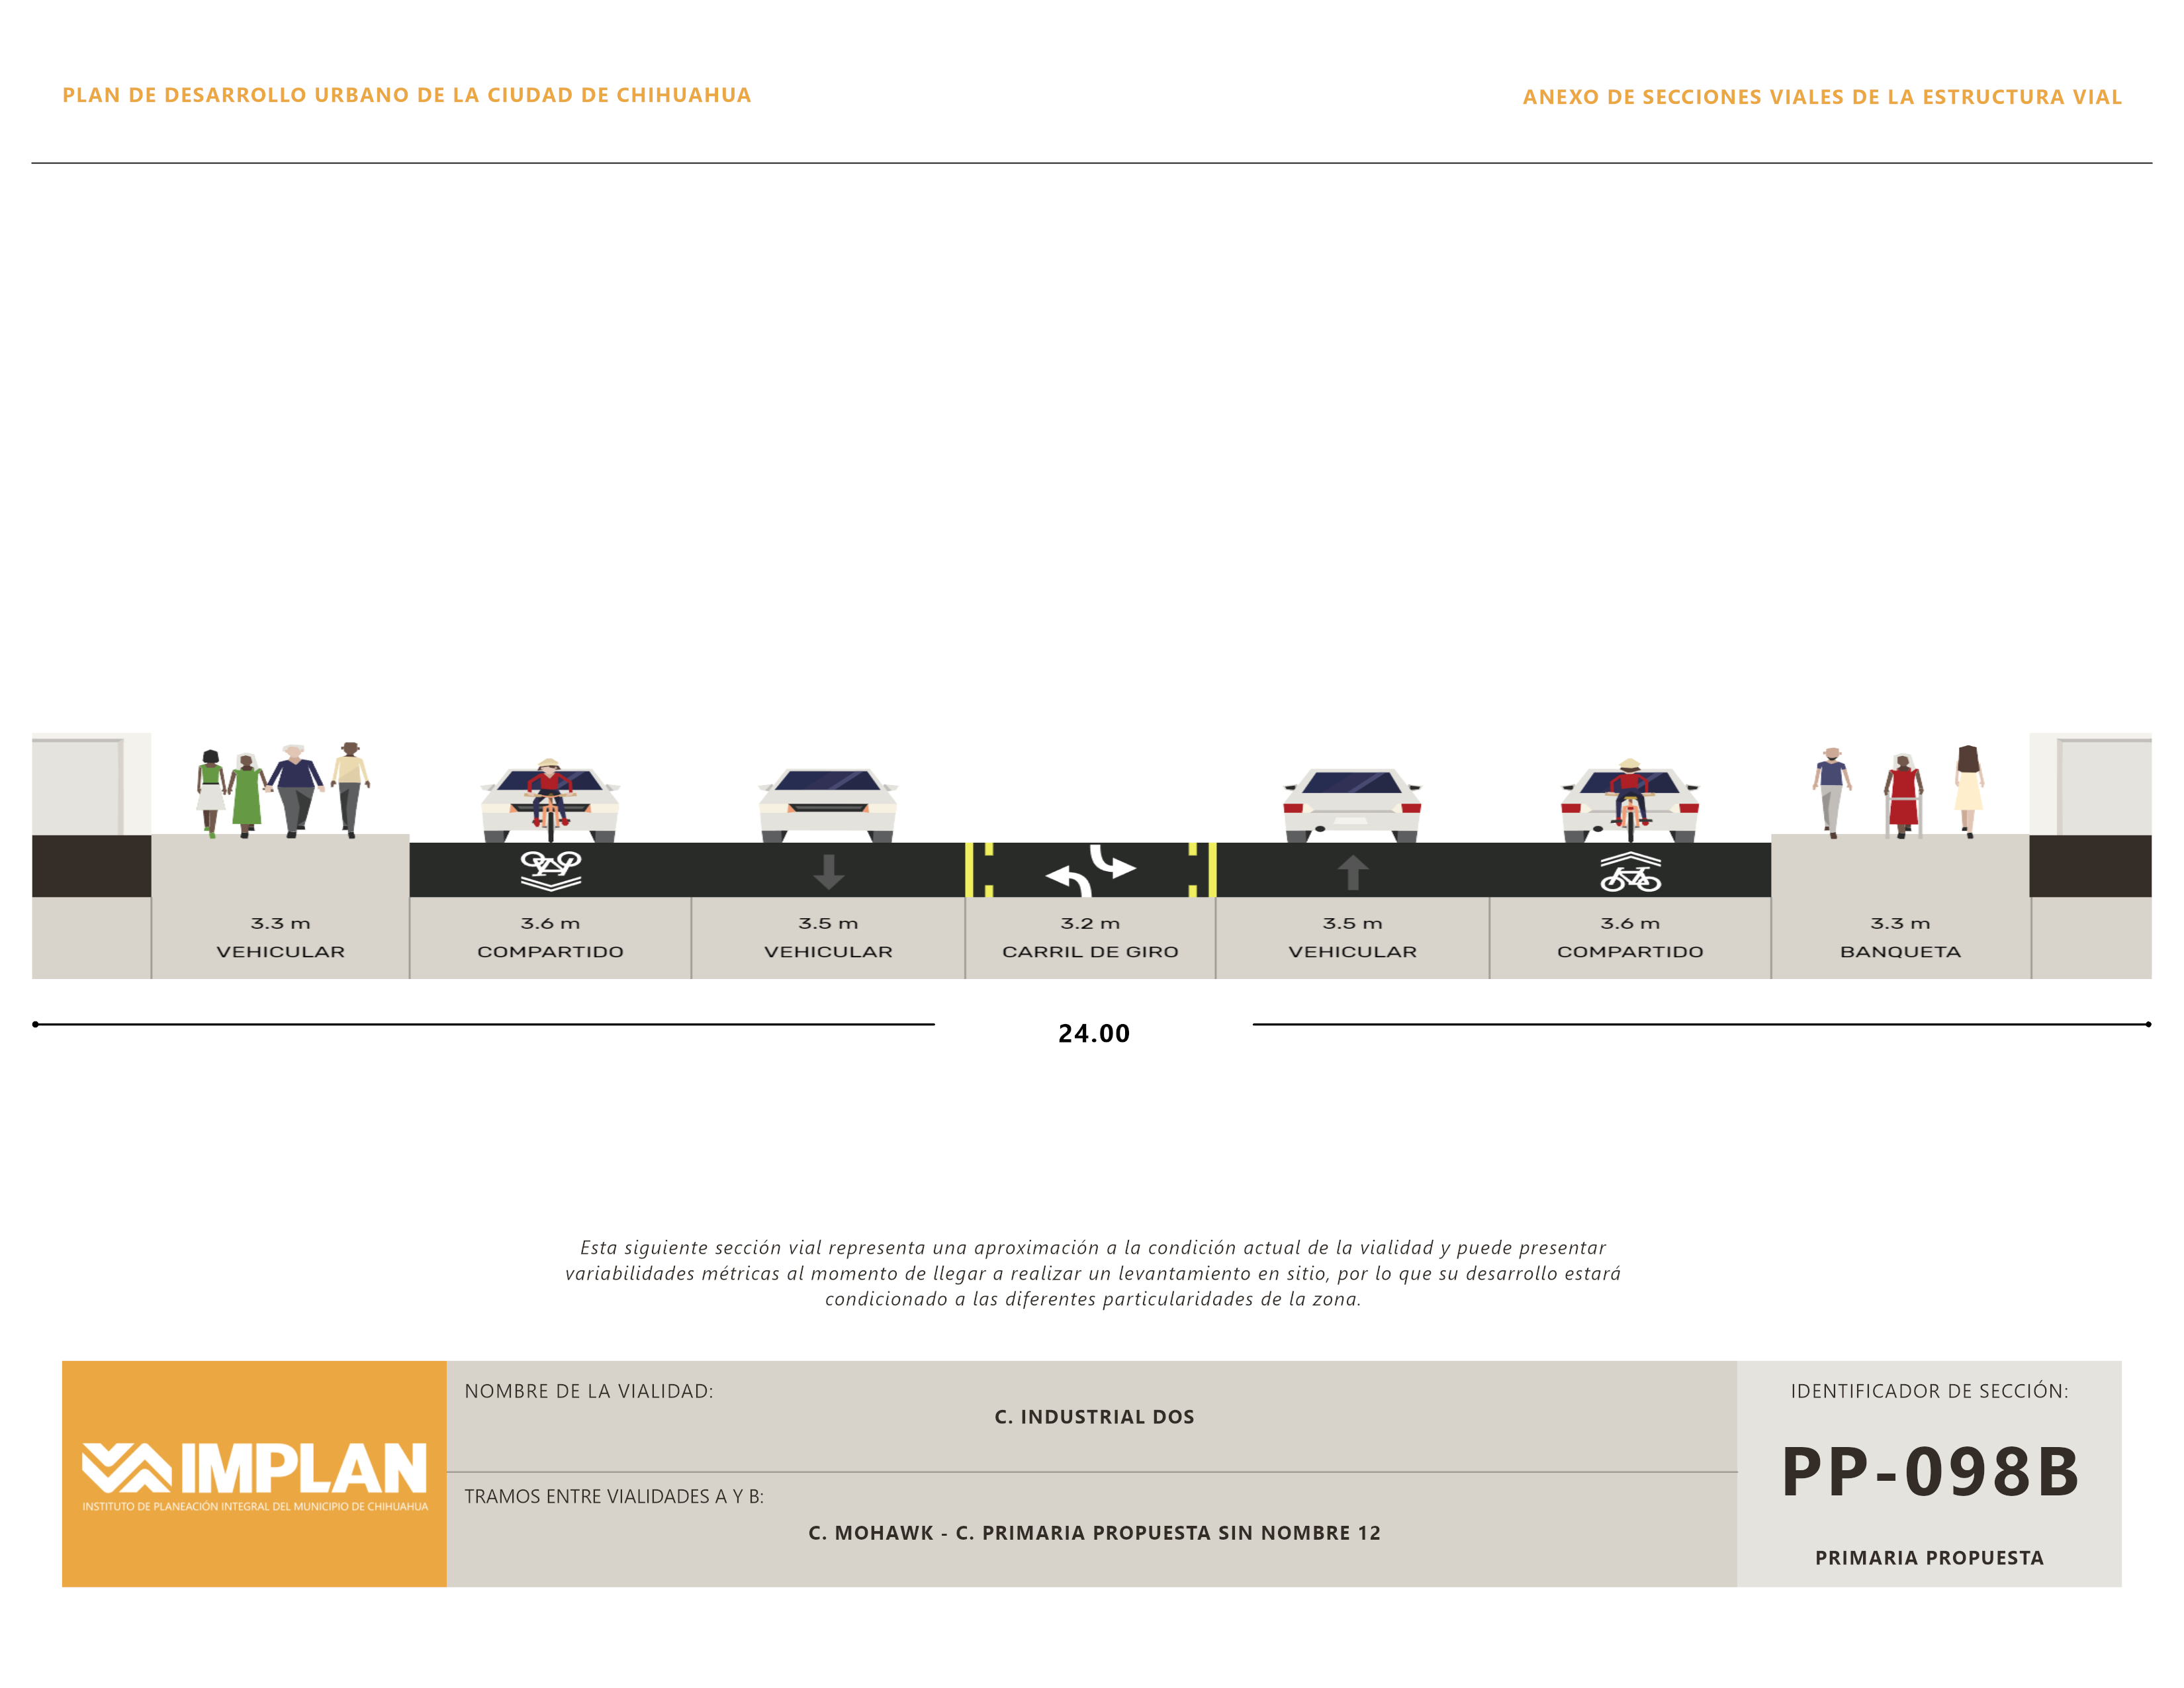 PLAN DE DESARROLLO URBANO DE LA CIUDAD DE CHIHUAHUA
ANEXO DE SECCIONES VIALES DE LA ESTRUCTURA VIAL
3.3 m
VEHICULAR
3.6 m
COMPARTIDO
3.5 m
VEHICULAR
3.2 m
CARRIL DE GIRO
3.5 m
VEHICULAR
3.6 m
COMPARTIDO
3.3 m
BANQUETA
24.00
Esta siguiente sección vial representa una aproximación a la condición actual de la vialidad y puede presentar
variabilidades métricas al momento de llegar a realizar un levantamiento en sitio, por lo que su desarrollo estará
condicionado a las diferentes particularidades de la zona.
IMPLAN
INSTITUTO DE PLANEACIÓN INTEGRAL DEL MUNICIPIO DE CHIHUAHUA
NOMBRE DE LA VIALIDAD:
C. INDUSTRIAL DOS
TRAMOS ENTRE VIALIDADES A Y B:
C. MOHAWK - C. PRIMARIA PROPUESTA SIN NOMBRE 12
IDENTIFICADOR DE SECCIÓN:
PP-098B
PRIMARIA PROPUESTA